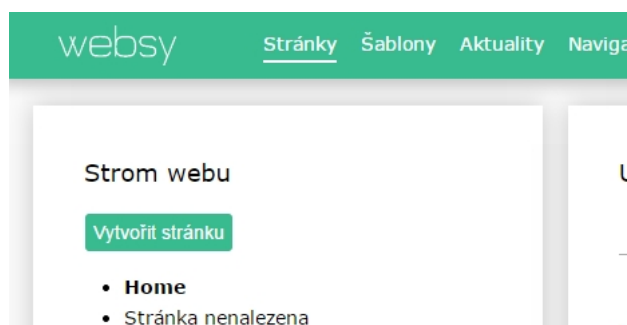 websy Stránky Šablony Aktuality
Strom webu
Vytvořit stránku
Home
Stránka nenalezena